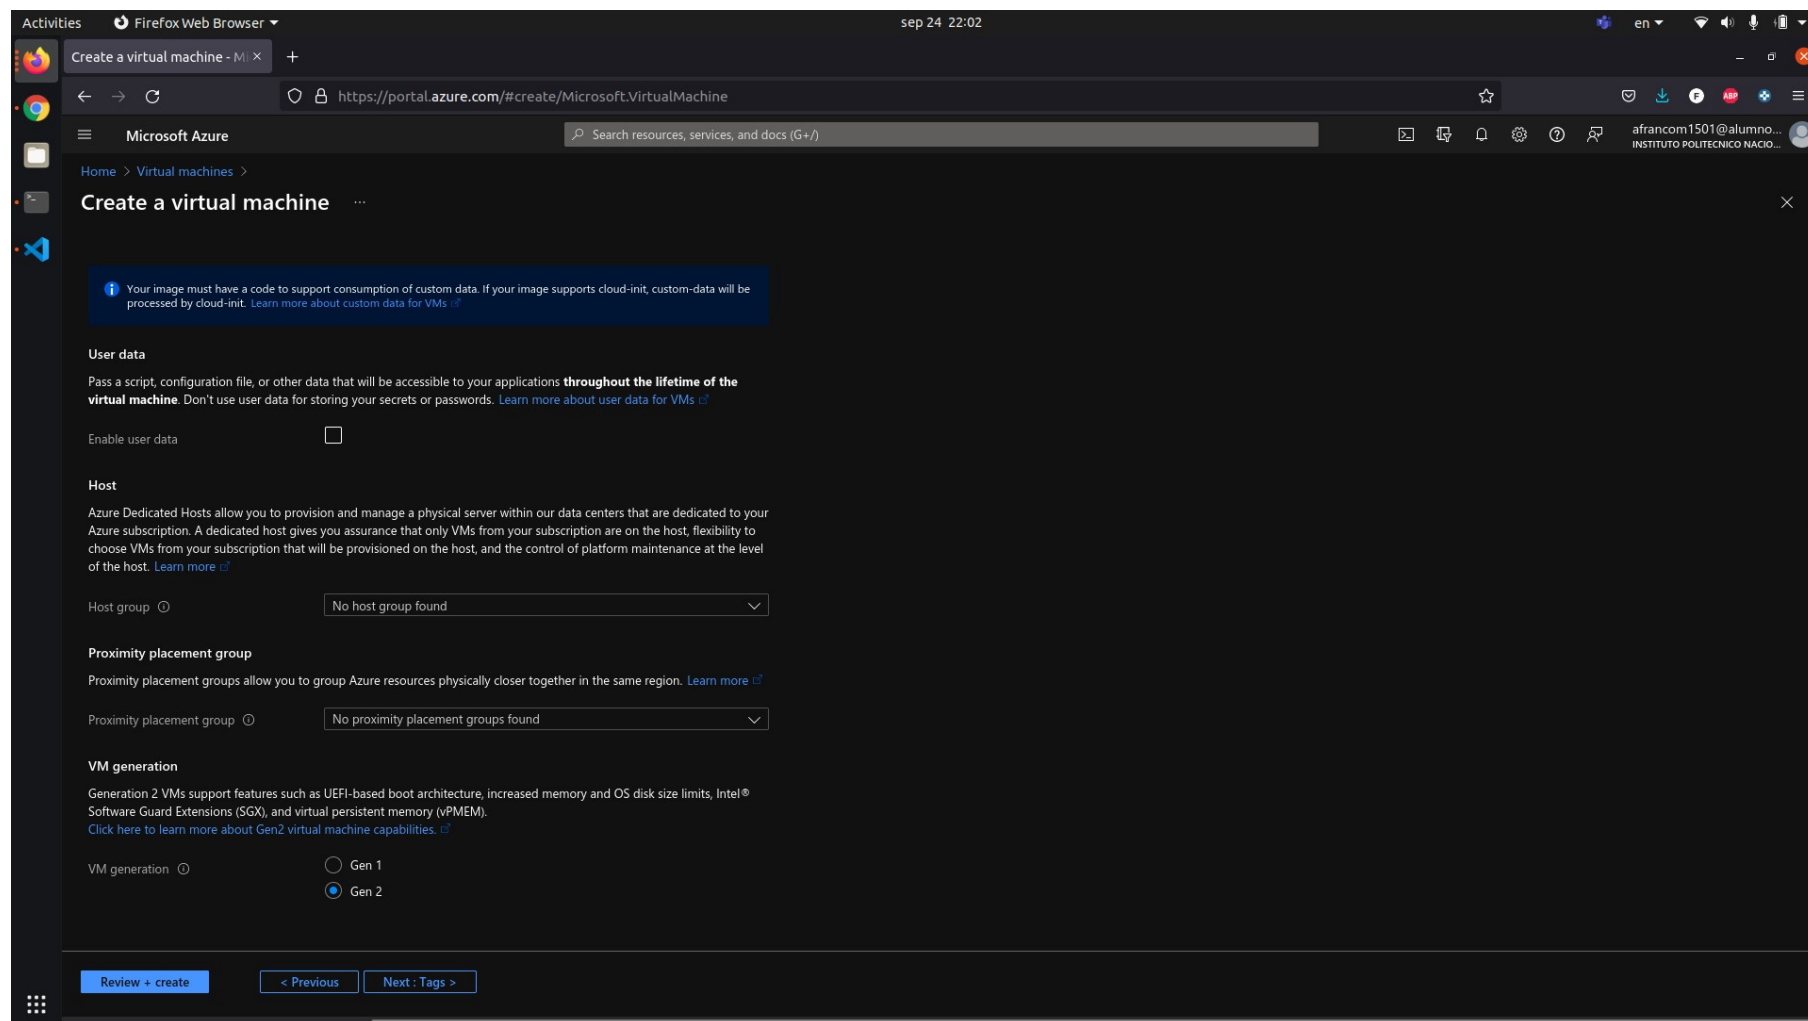 Activities
Firefox Web Browser
sep 24 22:02
en
Create a virtual machine - Mi
https://portal.azure.com/#create/Microsoft.VirtualMachine
ABP
Microsoft Azure
Search resources, services, and docs (G+/)
afrancom1501@alumno...
INSTITUTO POLITECNICO NACIO...
Home > Virtual machines >
Create a virtual machine ...
Your image must have a code to support consumption of custom data. If your image supports cloud-init, custom-data will be
processed by cloud-init. Learn more about custom data for VMs
User data
Pass a script, configuration file, or other data that will be accessible to your applications throughout the lifetime of the
virtual machine. Don't use user data for storing your secrets or passwords. Learn more about user data for VMs
Enable user data
Host
Azure Dedicated Hosts allow you to provision and manage a physical server within our data centers that are dedicated to your
Azure subscription. A dedicated host gives you assurance that only VMs from your subscription are on the host, flexibility to
choose VMs from your subscription that will be provisioned on the host, and the control of platform maintenance at the level
of the host. Learn more
Host group
No host group found
Proximity placement group
Proximity placement groups allow you to group Azure resources physically closer together in the same region. Learn more
Proximity placement group
No proximity placement groups found
VM generation
Generation 2 VMs support features such as UEFI-based boot architecture, increased memory and OS disk size limits, Intel®
Software Guard Extensions (SGX), and virtual persistent memory (vPMEM).
Click here to learn more about Gen2 virtual machine capabilities.
VM generation
Gen 1
Gen 2
Review + create
< Previous
Next : Tags >